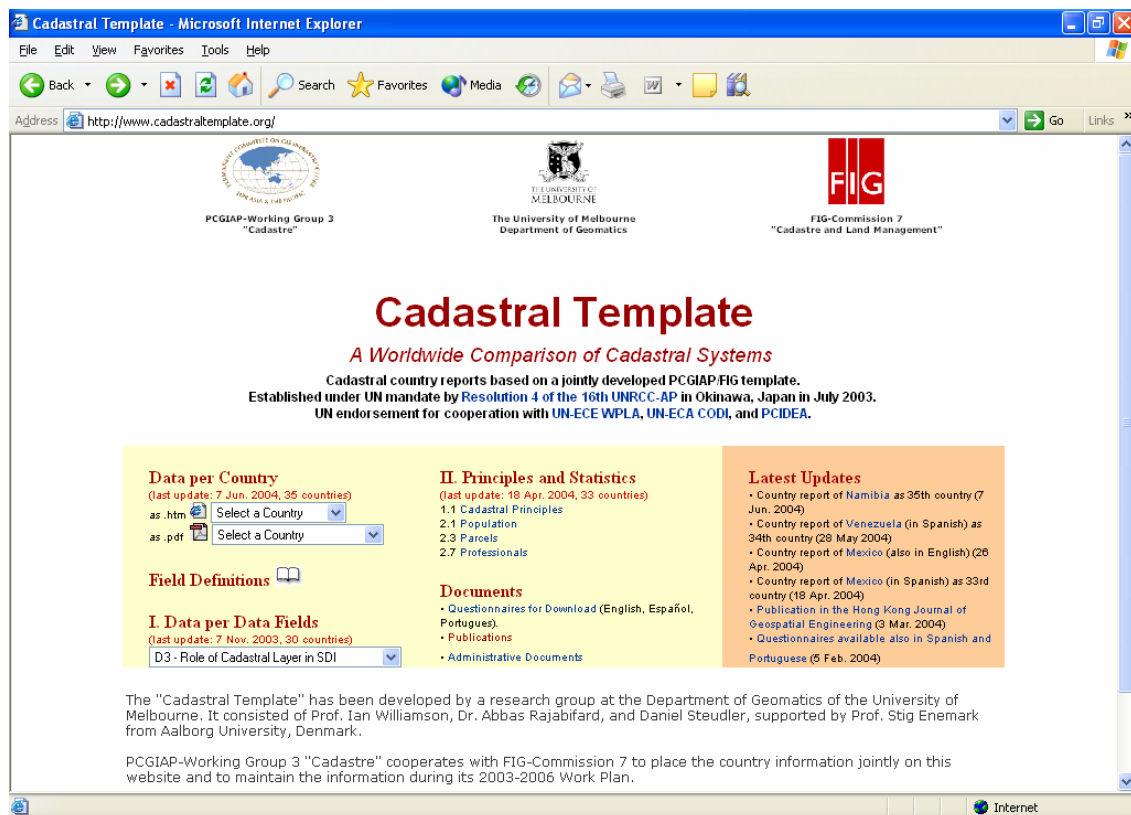 Cadastral Template - Microsoft Internet Explorer
File Edit View Favorites Tools Help
Back Search Favorites Media
Address http://www.cadastraltemplate.org/ Go Links »
PERMANENT COMMITTEE ON GIS INFRASTRUCTURE
FOR ASIA & THE PACIFIC
THE UNIVERSITY OF
MELBOURNE
FIG
PCGIAP-Working Group 3
"Cadastre"
The University of Melbourne
Department of Geomatics
FIG-Commission 7
"Cadastre and Land Management"
Cadastral Template
A Worldwide Comparison of Cadastral Systems
Cadastral country reports based on a jointly developed PCGIAP/FIG template.
Established under UN mandate by Resolution 4 of the 16th UNRCC-AP in Okinawa, Japan in July 2003.
UN endorsement for cooperation with UN-ECE WPLA, UN-ECA CODI, and PCIDEA.
Data per Country
(last update: 7 Jun. 2004, 35 countries)
as .htm Select a Country
as .pdf Select a Country
Field Definitions
I. Data per Data Fields
(last update: 7 Nov. 2003, 30 countries)
D3 - Role of Cadastral Layer in SDI
II. Principles and Statistics
(last update: 18 Apr. 2004, 33 countries)
1.1 Cadastral Principles
2.1 Population
2.3 Parcels
2.7 Professionals
Documents
• Questionnaires for Download (English, Español,
Portugues).
• Publications
• Administrative Documents
Latest Updates
• Country report of Namibia as 35th country (7
Jun. 2004)
• Country report of Venezuela (in Spanish) as
34th country (28 May 2004)
• Country report of Mexico (also in English) (26
Apr. 2004)
• Country report of Mexico (in Spanish) as 33rd
country (18 Apr. 2004)
• Publication in the Hong Kong Journal of
Geospatial Engineering (3 Mar. 2004)
• Questionnaires available also in Spanish and
Portuguese (5 Feb. 2004)
The "Cadastral Template" has been developed by a research group at the Department of Geomatics of the University of
Melbourne. It consisted of Prof. Ian Williamson, Dr. Abbas Rajabifard, and Daniel Steudler, supported by Prof. Stig Enemark
from Aalborg University, Denmark.
PCGIAP-Working Group 3 "Cadastre" cooperates with FIG-Commission 7 to place the country information jointly on this
website and to maintain the information during its 2003-2006 Work Plan.
Internet